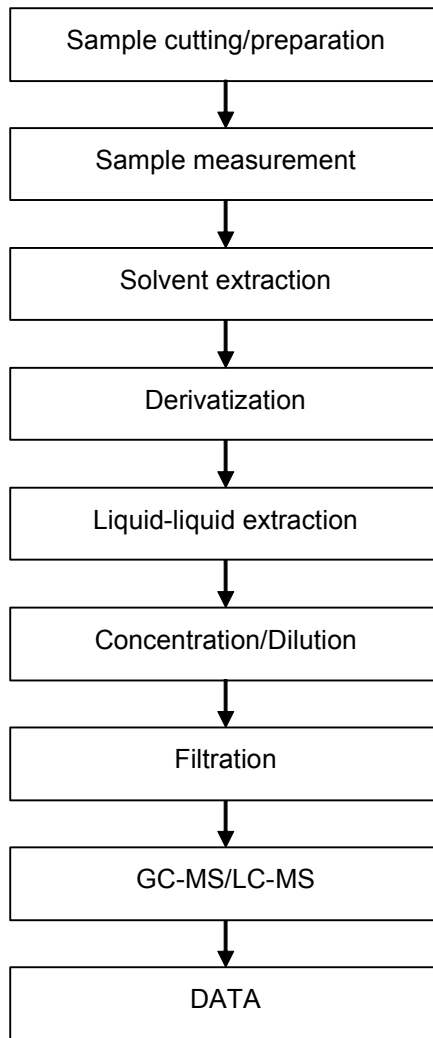 Sample cutting/preparation
Sample measurement
Solvent extraction
Derivatization
Liquid-liquid extraction
Concentration/Dilution
Filtration
GC-MS/LC-MS
DATA